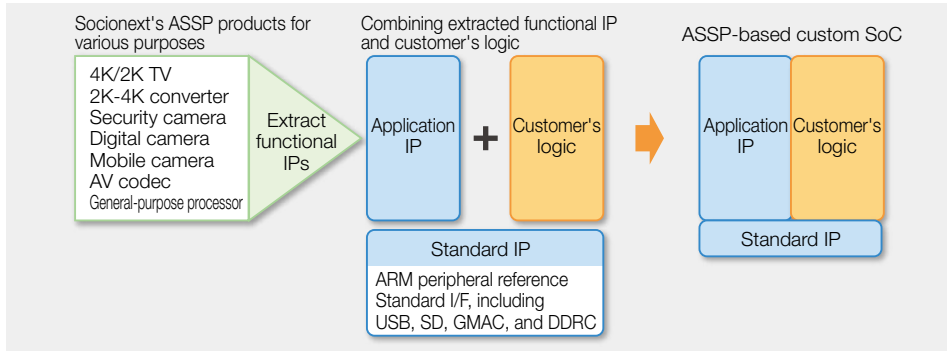 Socionext's ASSP products for
various purposes
4K/2K TV
2K-4K converter
Security camera
Digital camera
Mobile camera
AV codec
General-purpose processor
Extract
functional
IPs
Combining extracted functional IP
and customer's logic
Application
IP
+
Customer's
logic
Standard IP
ARM peripheral reference
Standard I/F, including
USB, SD, GMAC, and DDRC
ASSP-based custom SoC
Application
IP
Customer's
logic
Standard IP